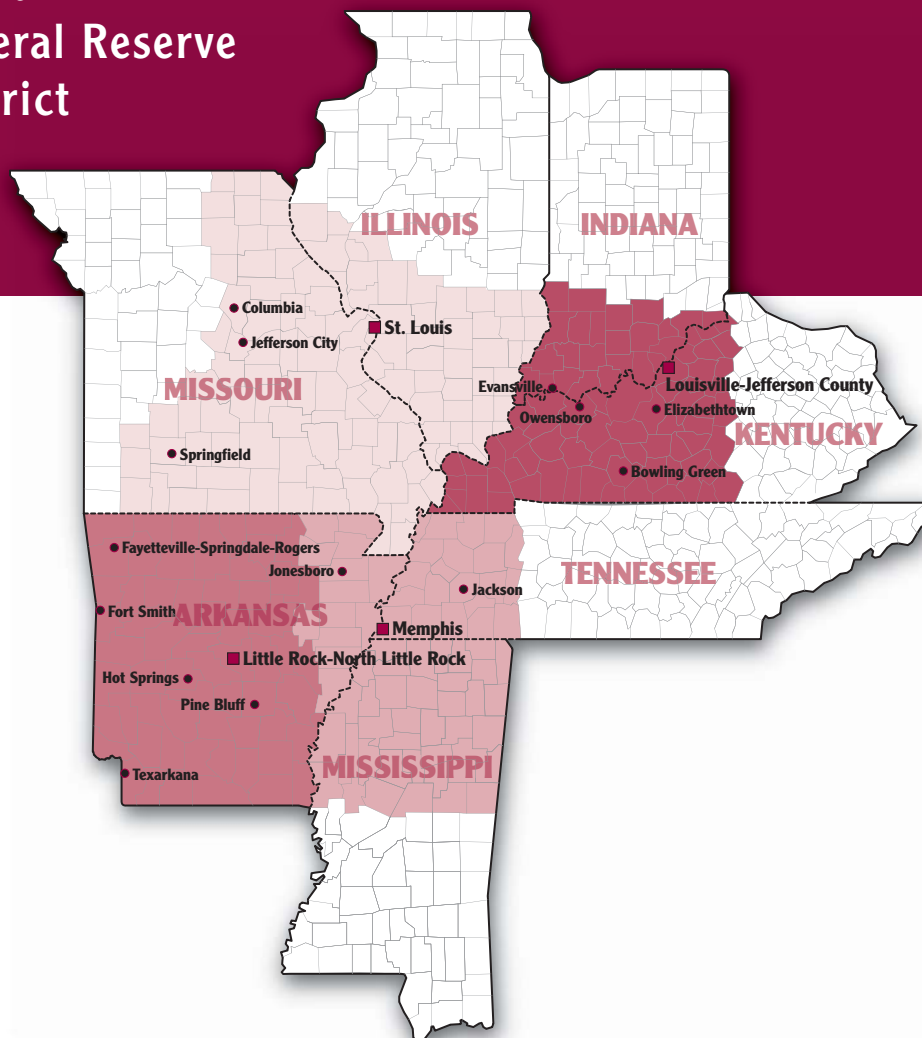 eral Reserve
rict
ILLINOIS
INDIANA
Columbia
St. Louis
Jefferson City
MISSOURI
Evansville
Louisville-Jefferson County
Owensboro
Elizabethtown
KENTUCKY
Springfield
Bowling Green
Fayetteville-Springdale-Rogers
Jonesboro
TENNESSEE
Jackson
Fort Smith
ARKANSAS
Memphis
Little Rock-North Little Rock
Hot Springs
Pine Bluff
MISSISSIPPI
Texarkana